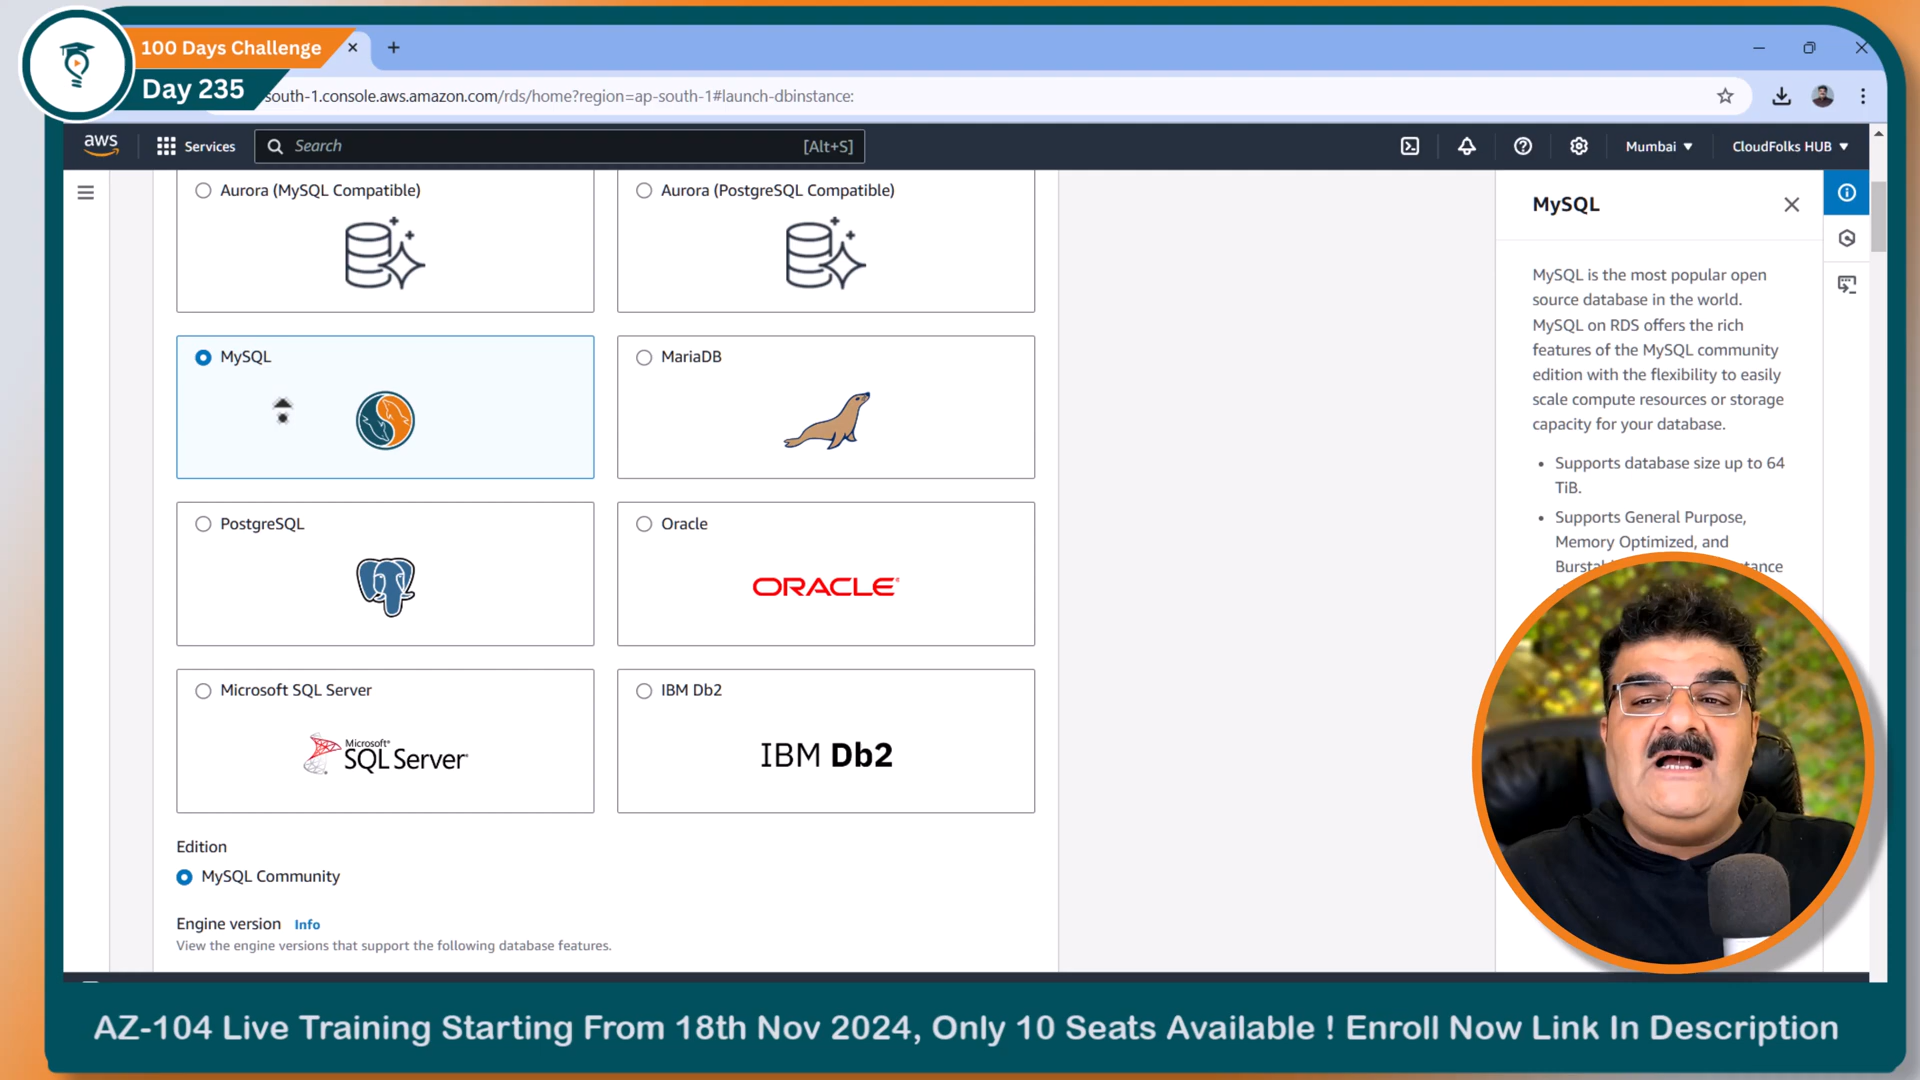 100 Days Challenge
Day 235
south-1.console.aws.amazon.com/rds/home?region=ap-south-1#launch-dbinstance:
aws
Services
Search
[Alt+S]
Mumbai
CloudFolks HUB
Aurora (MySQL Compatible)
Aurora (PostgreSQL Compatible)
MySQL
MariaDB
PostgreSQL
Oracle
ORACLE
Microsoft SQL Server
Microsoft
SQL Server
IBM Db2
IBM Db2
Edition
MySQL Community
Engine version Info
View the engine versions that support the following database features.
MySQL
MySQL is the most popular open
source database in the world.
MySQL on RDS offers the rich
features of the MySQL community
edition with the flexibility to easily
scale compute resources or storage
capacity for your database.
• Supports database size up to 64
TiB.
• Supports General Purpose,
Memory Optimized, and
AZ-104 Live Training Starting From 18th Nov 2024, Only 10 Seats Available ! Enroll Now Link In Description